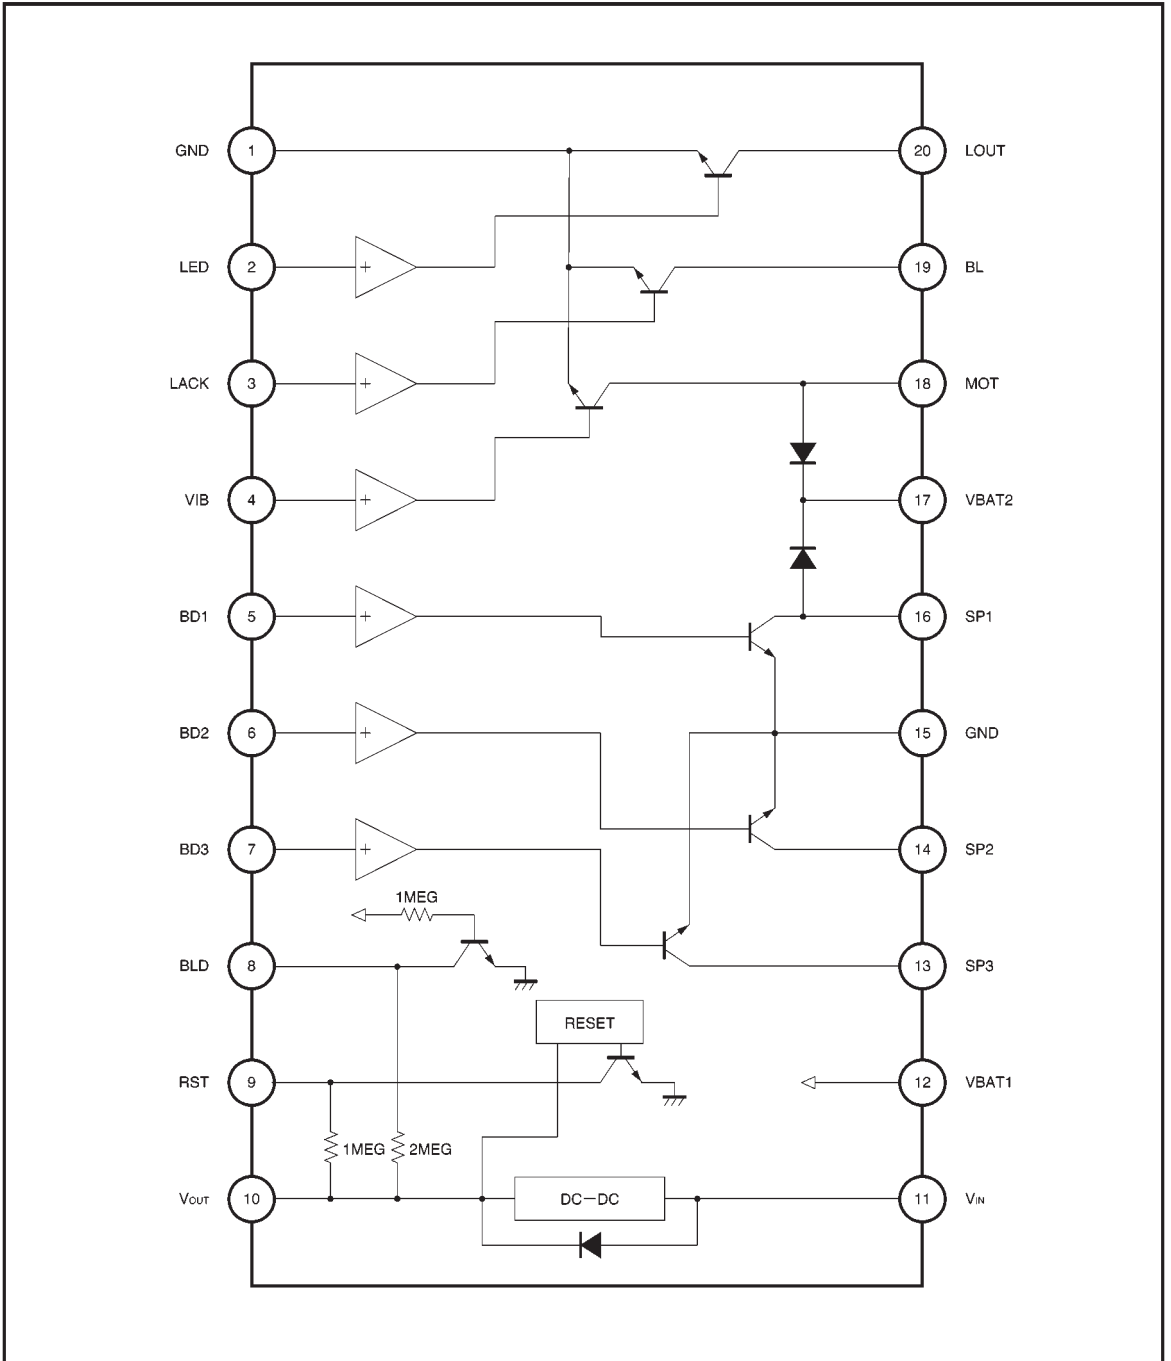 GND 1 20 LOUT
LED 2 + 19 BL
LACK 3 + 18 MOT
VIB 4 + 17 VBAT2
BD1 5 + 16 SP1
BD2 6 + 15 GND
BD3 7 + 14 SP2
1MEG
BLD 8 13 SP3
RESET
RST 9 12 VBAT1
1MEG 2MEG
VOUT 10 DC-DC 11 VIN